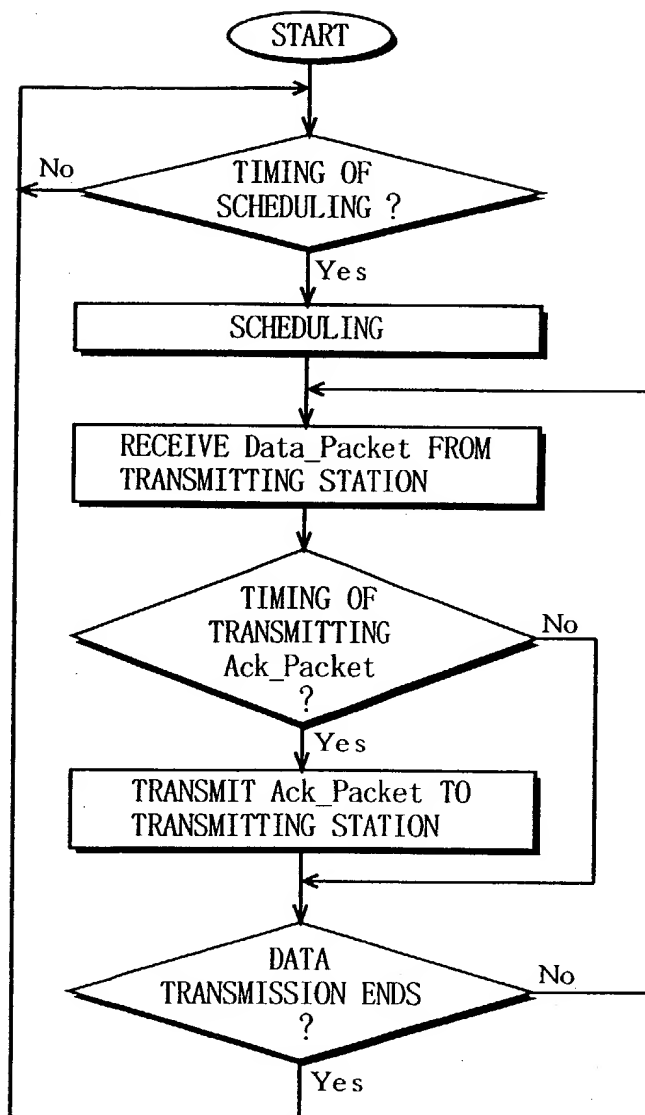 START
No
TIMING OF
SCHEDULING ?
Yes
SCHEDULING
RECEIVE Data_Packet FROM
TRANSMITTING STATION
TIMING OF
TRANSMITTING
Ack_Packet
?
No
Yes
TRANSMIT Ack_Packet TO
TRANSMITTING STATION
DATA
TRANSMISSION ENDS
?
No
Yes